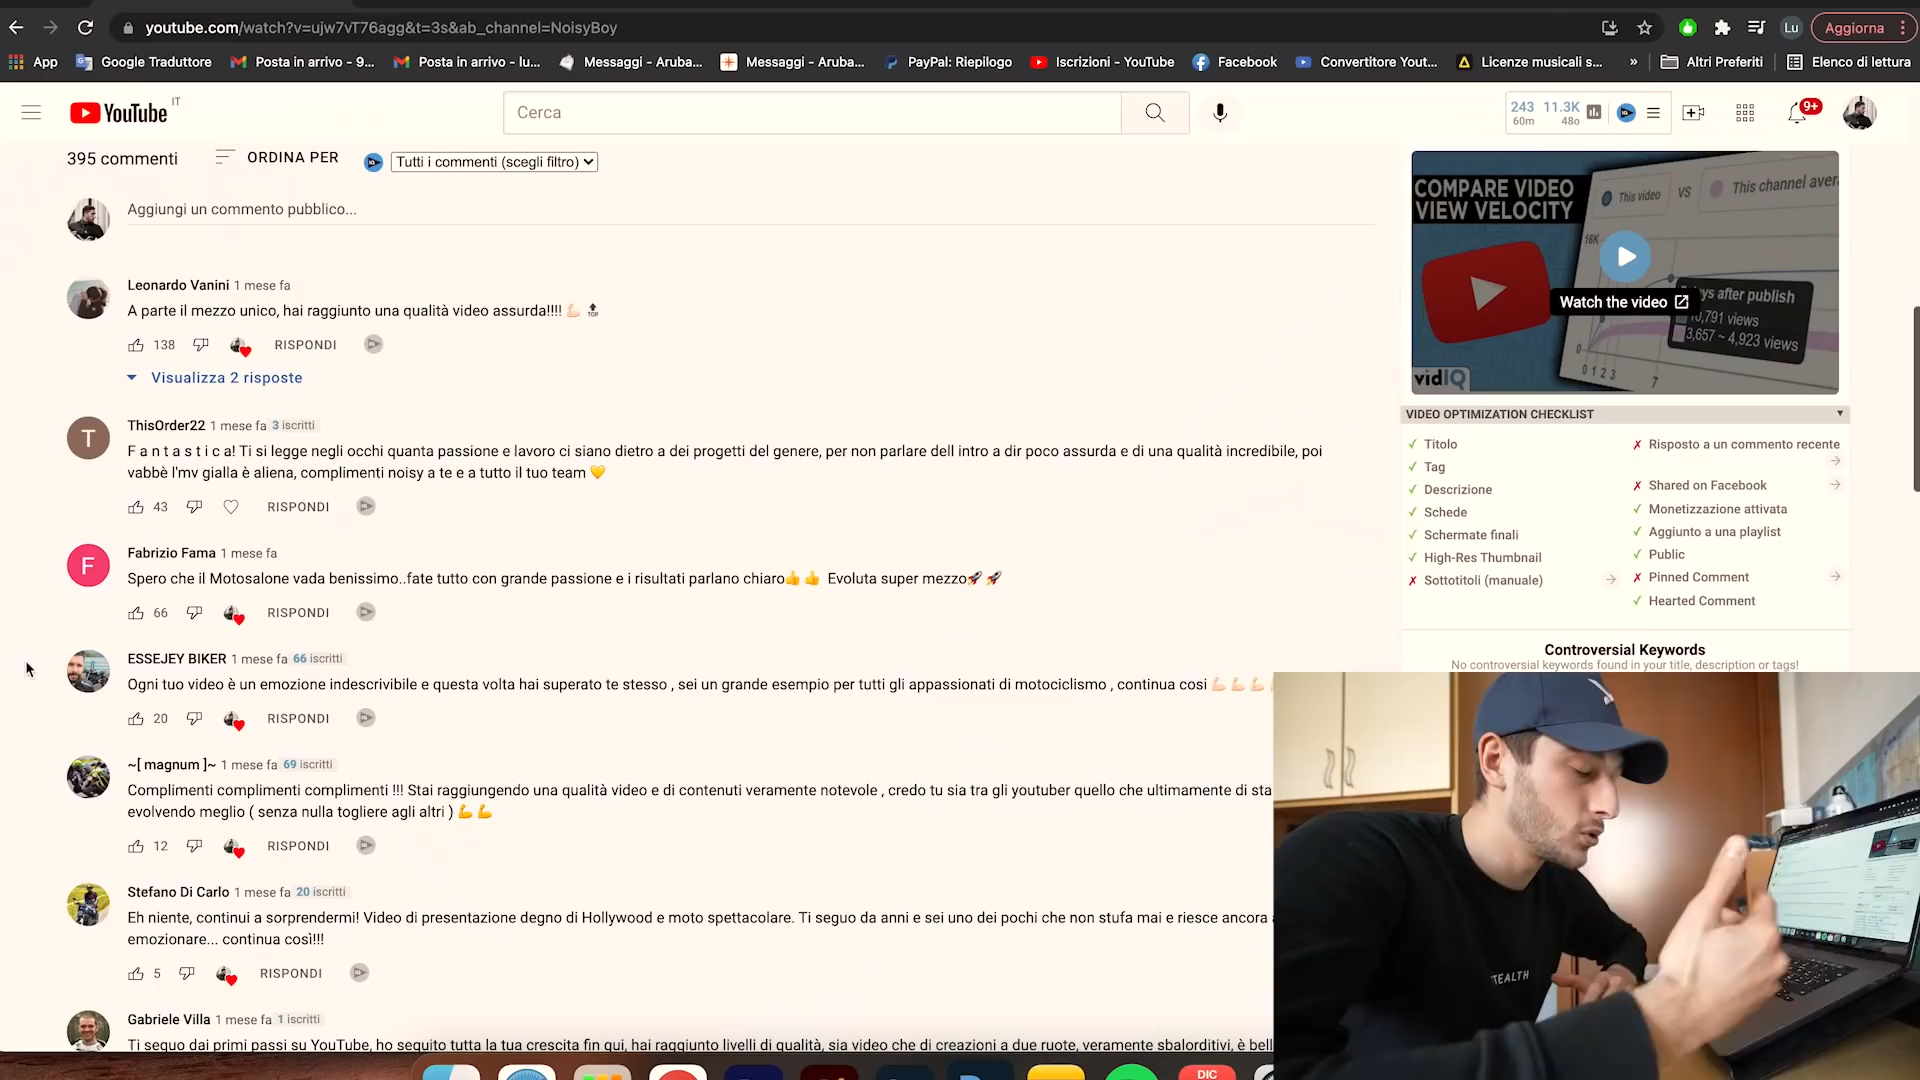 youtube.com/watch?v=ujw7vT76agg&t=3s&ab_channel=NoisyBoy
Lu
Aggiorna
App
Google Traduttore
Posta in arrivo - 9...
Posta in arrivo - lu...
Messaggi - Aruba...
Messaggi - Aruba...
PayPal: Riepilogo
Iscrizioni - YouTube
Facebook
Convertitore Yout...
Licenze musicali s...
»
Altri Preferiti
Elenco di lettura
YouTube IT
Cerca
243 11.3K
60m 48o
9+
395 commenti
ORDINA PER
Tutti i commenti (scegli filtro)
Aggiungi un commento pubblico...
Leonardo Vanini 1 mese fa
A parte il mezzo unico, hai raggiunto una qualità video assurda!!!! 💪🏻 🔝
138 RISPONDI
Visualizza 2 risposte
T
ThisOrder22 1 mese fa 3 iscritti
F a n t a s t i c a! Ti si legge negli occhi quanta passione e lavoro ci siano dietro a dei progetti del genere, per non parlare dell intro a dir poco assurda e di una qualità incredibile, poi
vabbè l'mv gialla è aliena, complimenti noisy a te e a tutto il tuo team 💛
43 RISPONDI
F
Fabrizio Fama 1 mese fa
Spero che il Motosalone vada benissimo..fate tutto con grande passione e i risultati parlano chiaro👍 👍 Evoluta super mezzo🚀 🚀
66 RISPONDI
ESSEJEY BIKER 1 mese fa 66 iscritti
Ogni tuo video è un emozione indescrivibile e questa volta hai superato te stesso , sei un grande esempio per tutti gli appassionati di motociclismo , continua cosi 💪🏻 💪🏻 💪🏻
20 RISPONDI
~[ magnum ]~ 1 mese fa 69 iscritti
Complimenti complimenti complimenti !!! Stai raggiungendo una qualità video e di contenuti veramente notevole , credo tu sia tra gli youtuber quello che ultimamente di sta
evolvendo meglio ( senza nulla togliere agli altri ) 💪 💪
12 RISPONDI
Stefano Di Carlo 1 mese fa 20 iscritti
Eh niente, continui a sorprendermi! Video di presentazione degno di Hollywood e moto spettacolare. Ti seguo da anni e sei uno dei pochi che non stufa mai e riesce ancora a
emozionare... continua così!!!
5 RISPONDI
Gabriele Villa 1 mese fa 1 iscritti
Ti seguo dai primi passi su YouTube, ho seguito tutta la tua crescita fin qui, hai raggiunto livelli di qualità, sia video che di creazioni a due ruote, veramente sbalorditivi, è bell
COMPARE VIDEO
VIEW VELOCITY
This video VS This channel aver
16K
Watch the video
ys after publish
10,791 views
3,657 ~ 4,923 views
0 1 2 3 7
vidIQ
VIDEO OPTIMIZATION CHECKLIST ▼
✓ Titolo
✓ Tag
✓ Descrizione
✓ Schede
✓ Schermate finali
✓ High-Res Thumbnail
✗ Sottotitoli (manuale)
✗ Risposto a un commento recente
✗ Shared on Facebook
✓ Monetizzazione attivata
✓ Aggiunto a una playlist
✓ Public
✗ Pinned Comment
✓ Hearted Comment
Controversial Keywords
No controversial keywords found in your title, description or tags!
DIC